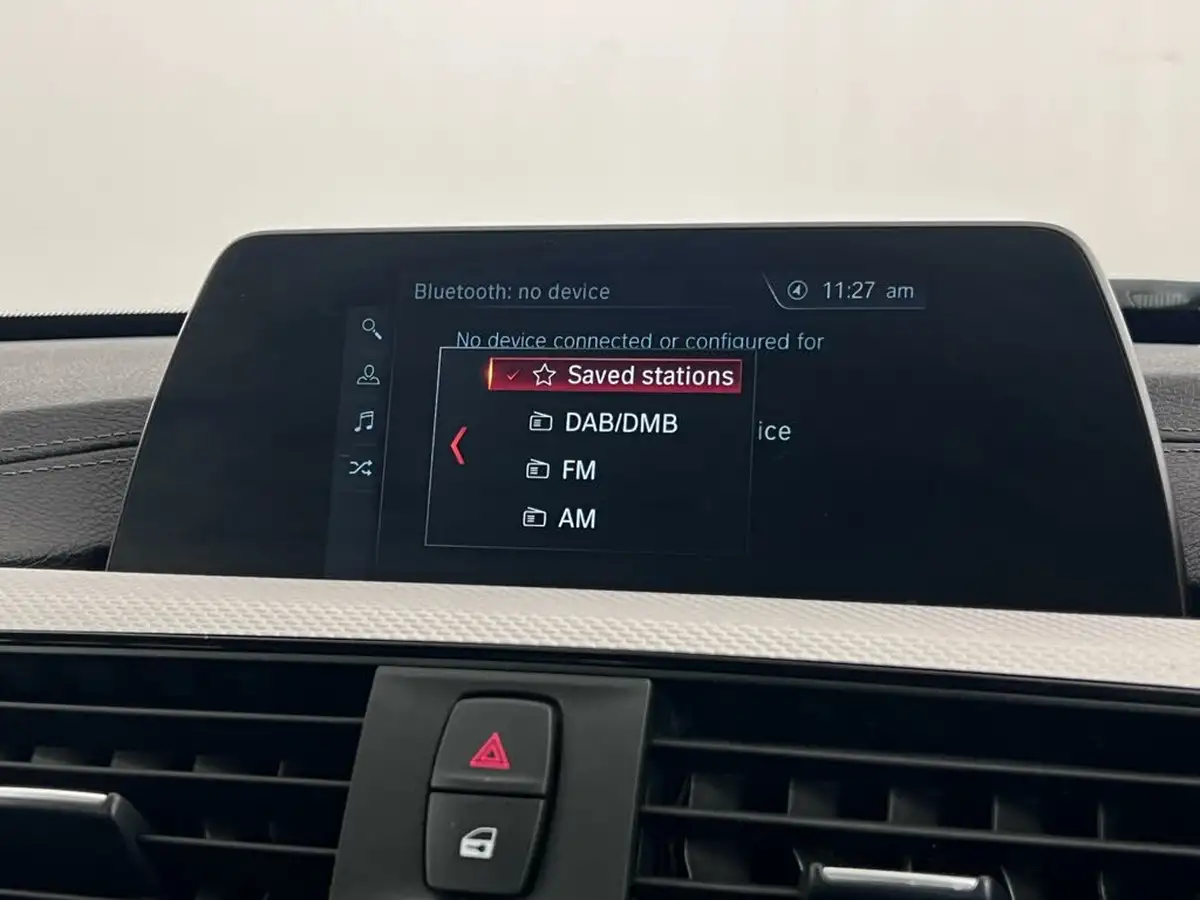 Bluetooth: no device
11:27 am
No device connected or configured for
Saved stations
DAB/DMB
ice
FM
AM